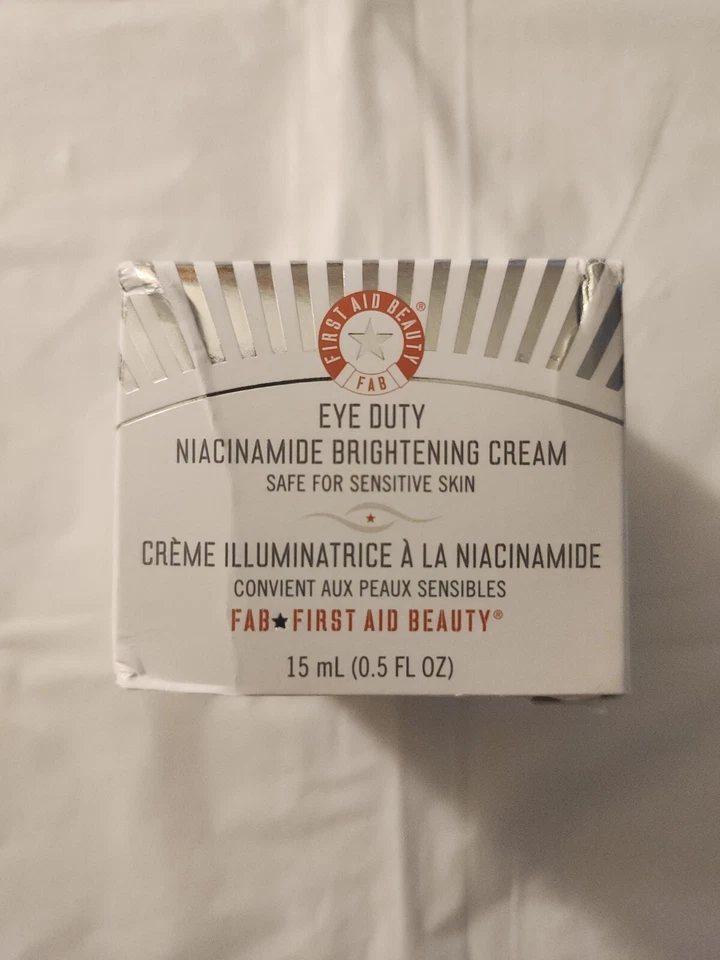 FIRST AID BEAUTY®
FAB
EYE DUTY
NIACINAMIDE BRIGHTENING CREAM
SAFE FOR SENSITIVE SKIN
CRÈME ILLUMINATRICE À LA NIACINAMIDE
CONVIENT AUX PEAUX SENSIBLES
FAB★FIRST AID BEAUTY®
15 mL (0.5 FL OZ)